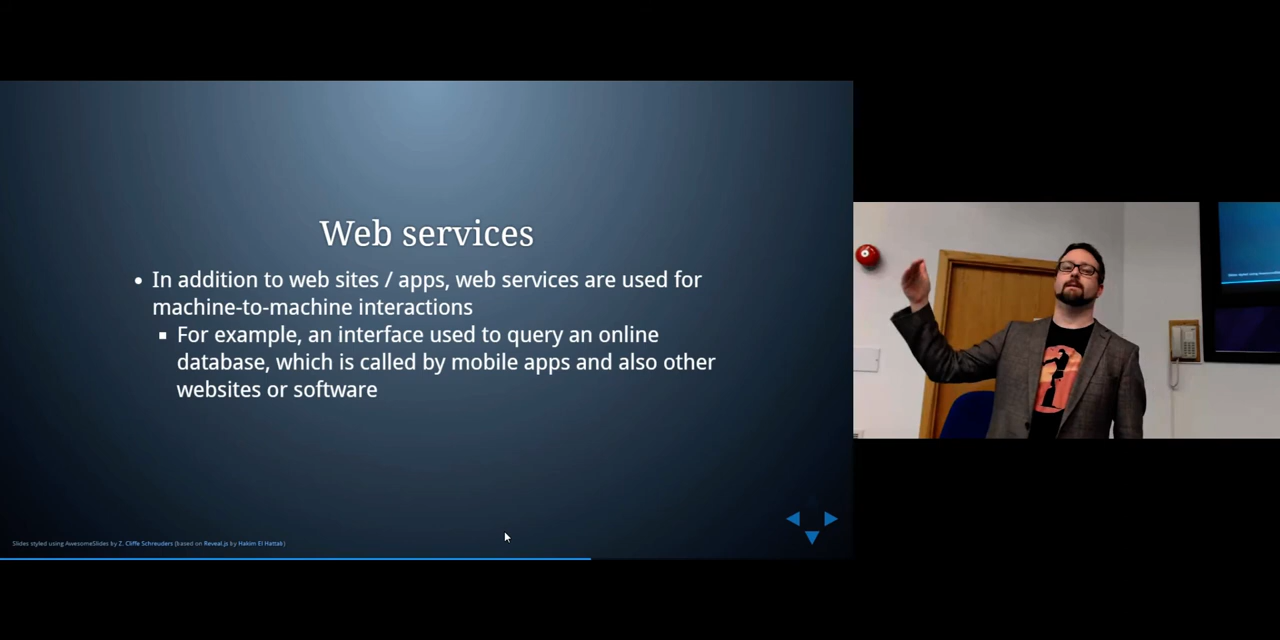 Web services
• In addition to web sites / apps, web services are used for
machine-to-machine interactions
▪ For example, an interface used to query an online
database, which is called by mobile apps and also other
websites or software
Slides styled using AwesomeSlides by Z. Cliffe Schreuders (based on Reveal.js by Hakim El Hattab)